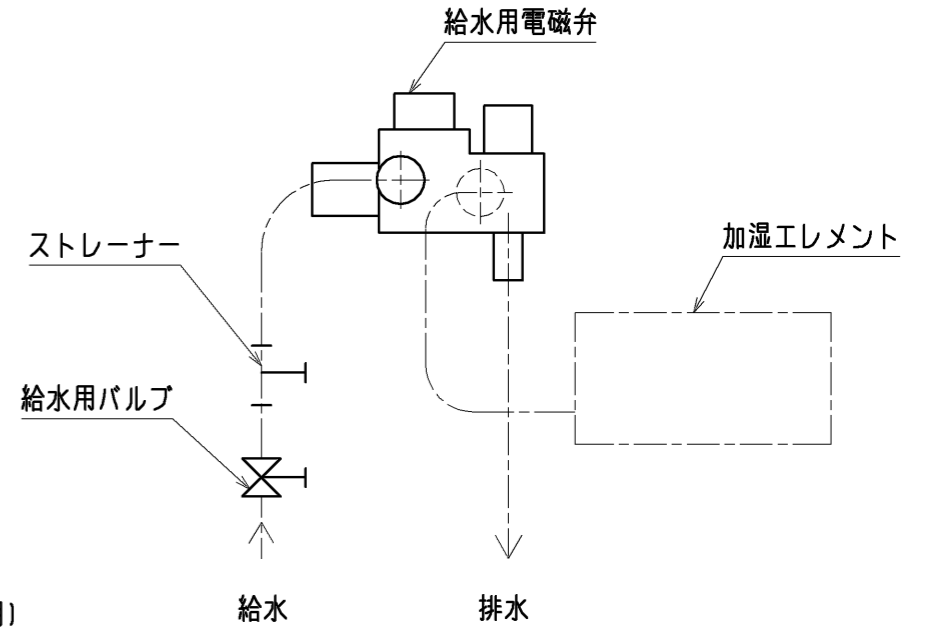 給水用電磁弁
ストレーナー
加湿エレメント
給水用バルブ
給水
排水